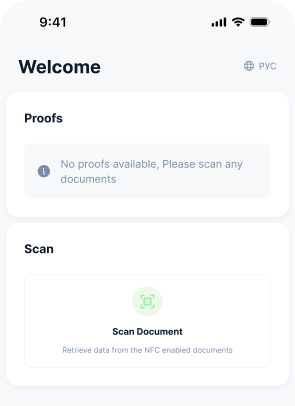 9:41
Welcome
РУС
Proofs
No proofs available, Please scan any
documents
Scan
Scan Document
Retrieve data from the NFC enabled documents